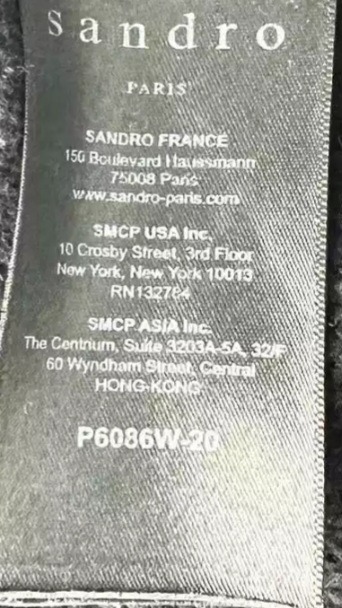 sandro
PARIS
SANDRO FRANCE
150 Boulevard Haussmann
75008 Paris
www.sandro-paris.com
SMCP USA Inc.
10 Crosby Street, 3rd Floor
New York, New York 10013
RN132784
SMCP ASIA Inc.
The Centrium, Suite 3203A-5A, 32/F
60 Wyndham Street, Central
HONG-KONG
P6086W-20